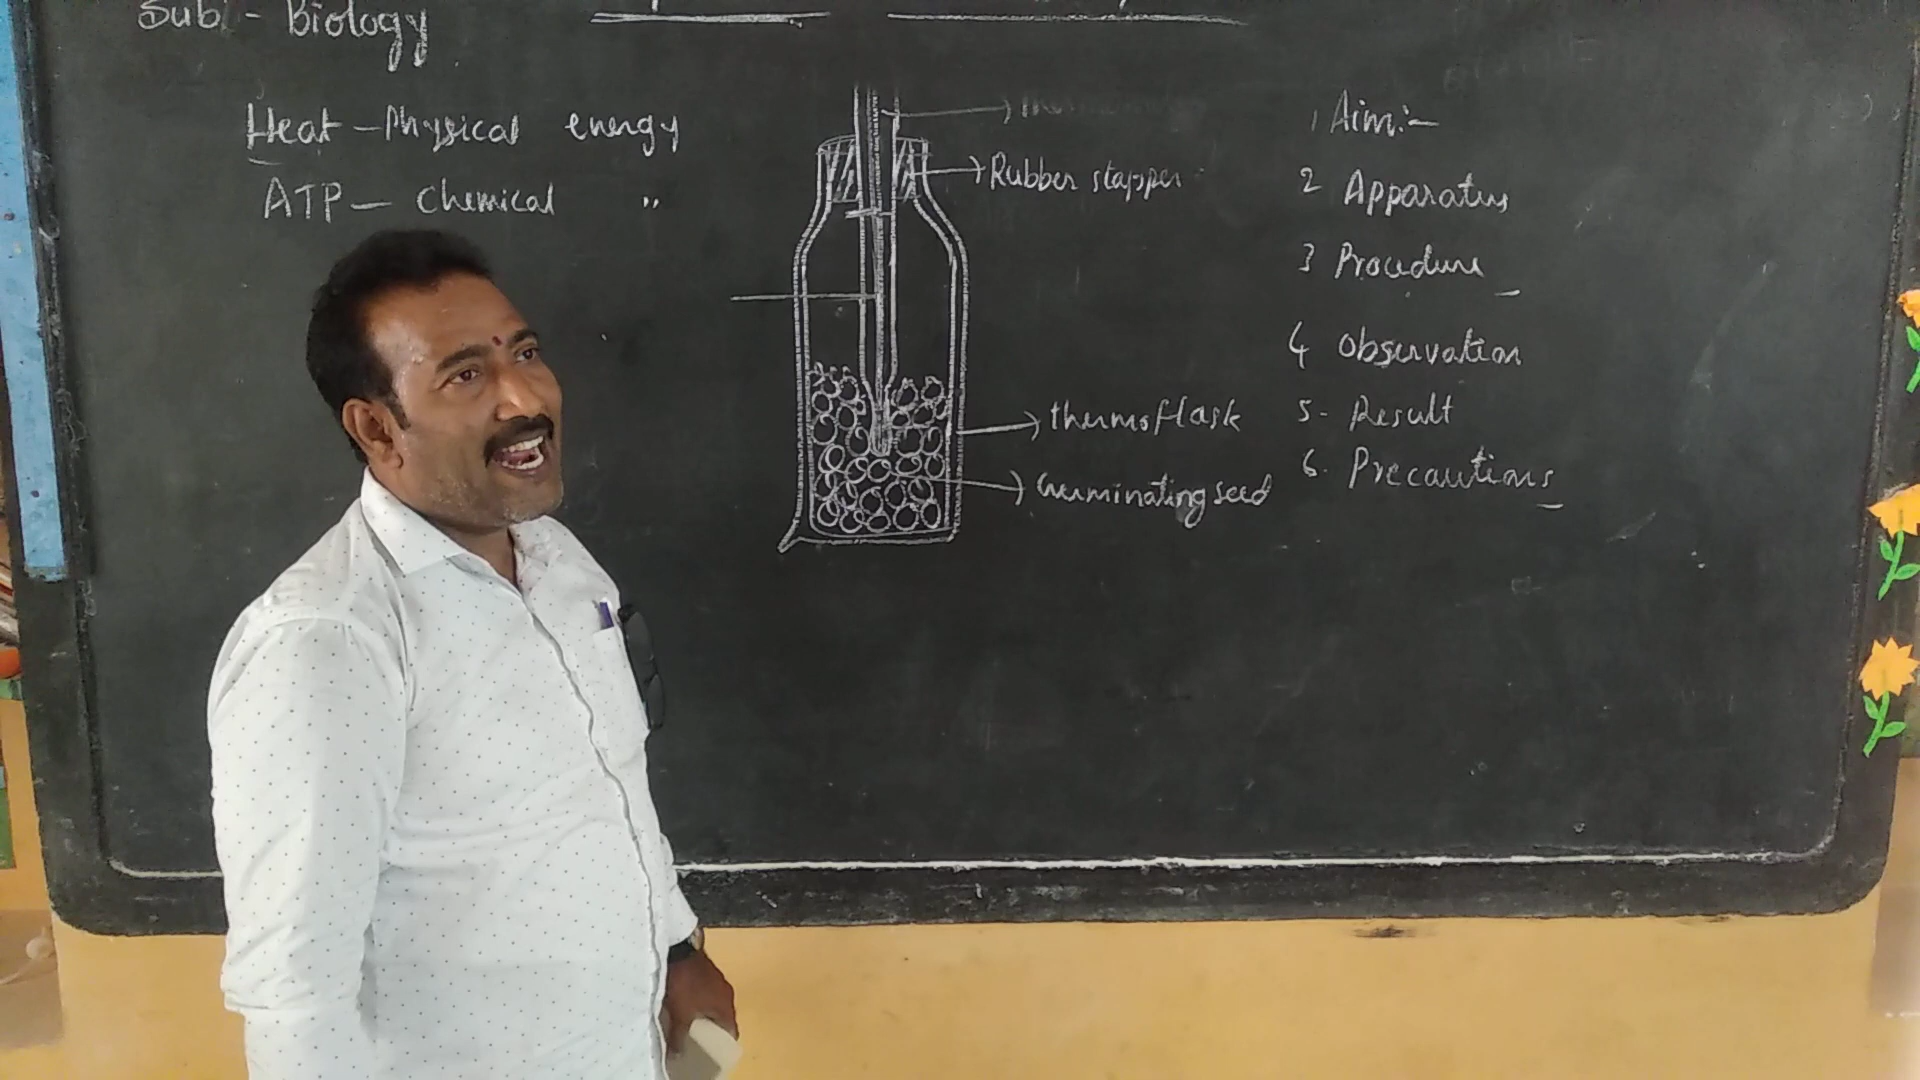 Sub - Biology
Heat - Physical energy
ATP - Chemical "
Rubber stapper
thermoflask
Germinating seed
1 Aim:-
2 Apparatus
3 Procedure
4 Observation
5- Result
6. Precautions